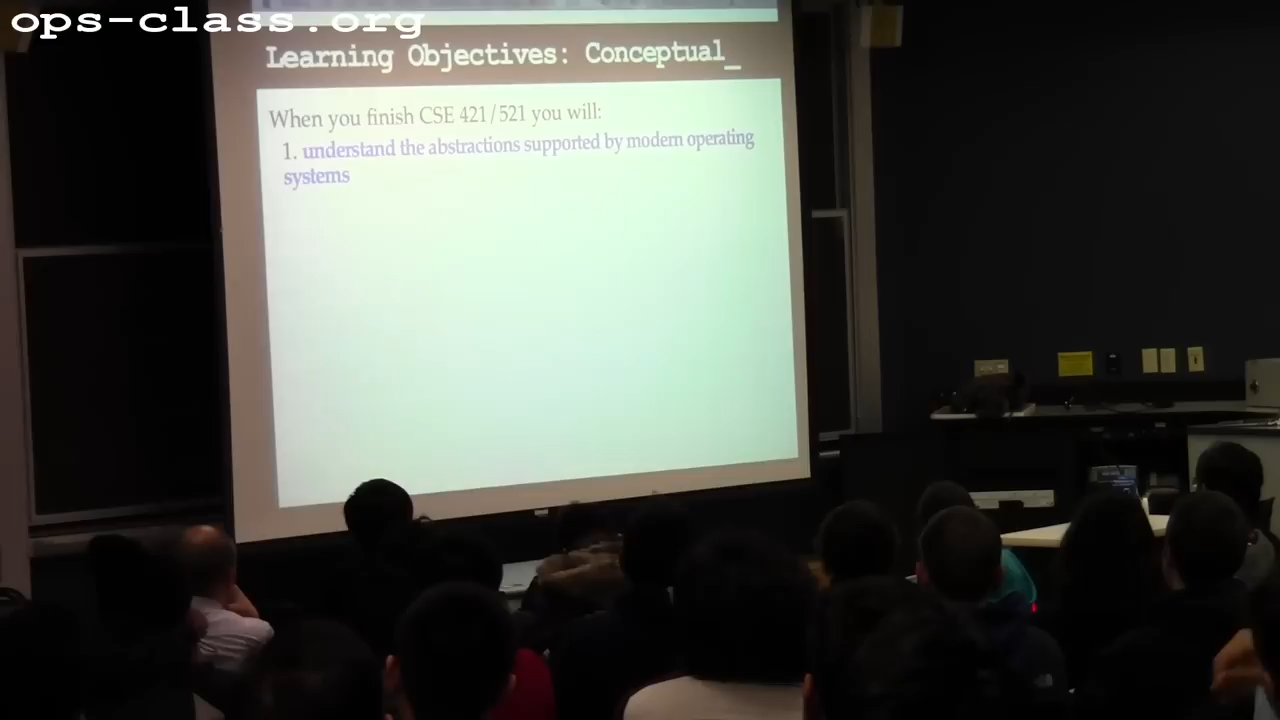 ops-class.org
Learning Objectives: Conceptual_
When you finish CSE 421/521 you will:
1. understand the abstractions supported by modern operating
systems